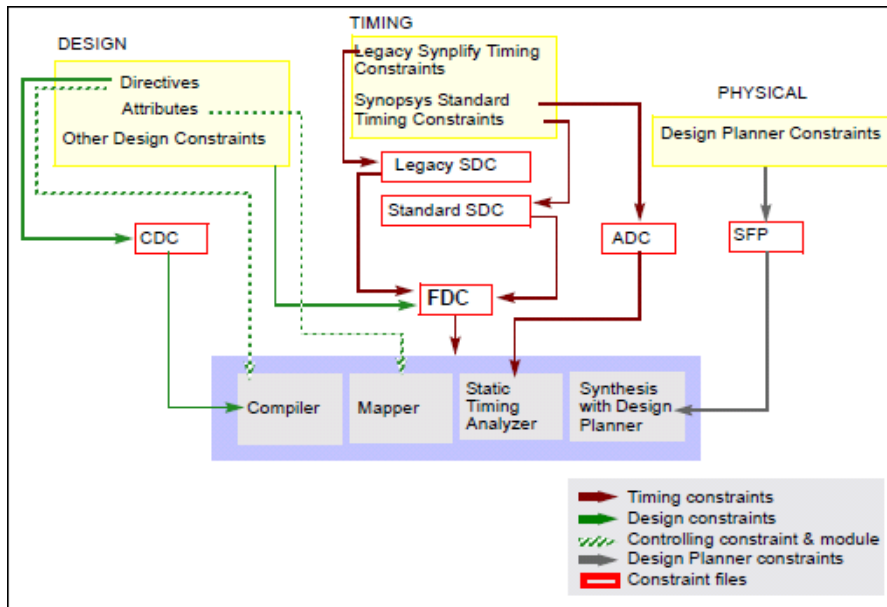 TIMING
DESIGN
Legacy Synplify Timing
Constraints
Directives
Attributes
Other Design Constraints
Synopsys Standard
Timing Constraints
PHYSICAL
Design Planner Constraints
Legacy SDC
Standard SDC
CDC
ADC
SFP
FDC
Compiler
Mapper
Static
Timing
Analyzer
Synthesis
with Design
Planner
Timing constraints
Design constraints
Controlling constraint & module
Design Planner constraints
Constraint files